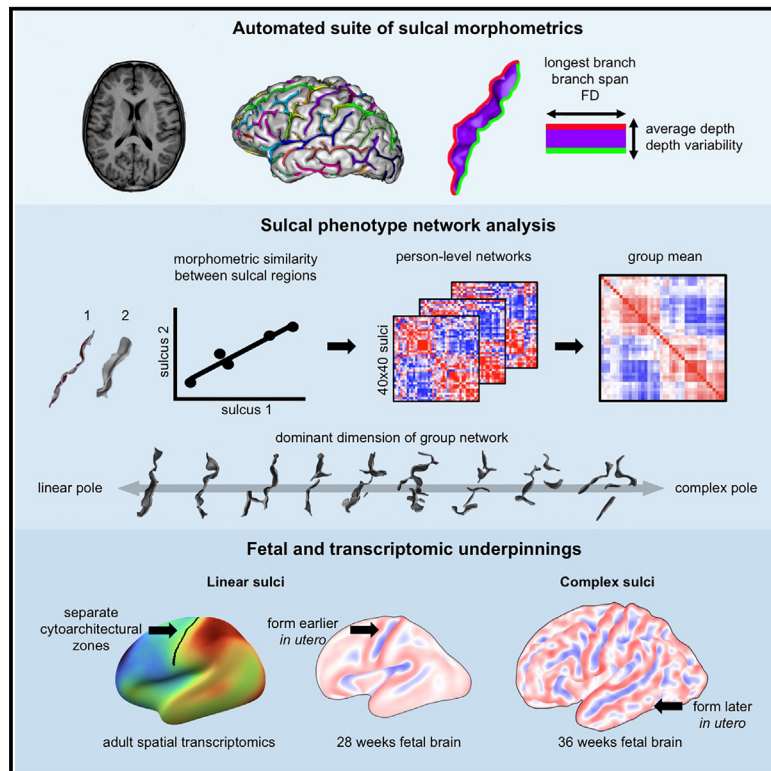 Automated suite of sulcal morphometrics
longest branch
branch span
FD
average depth
depth variability
Sulcal phenotype network analysis
morphometric similarity
between sulcal regions
person-level networks
group mean
1
2
sulcus 2
sulcus 1
40x40 sulci
dominant dimension of group network
linear pole
complex pole
Fetal and transcriptomic underpinnings
Linear sulci
Complex sulci
separate
cytoarchitectural
zones
form earlier
in utero
form later
in utero
adult spatial transcriptomics
28 weeks fetal brain
36 weeks fetal brain